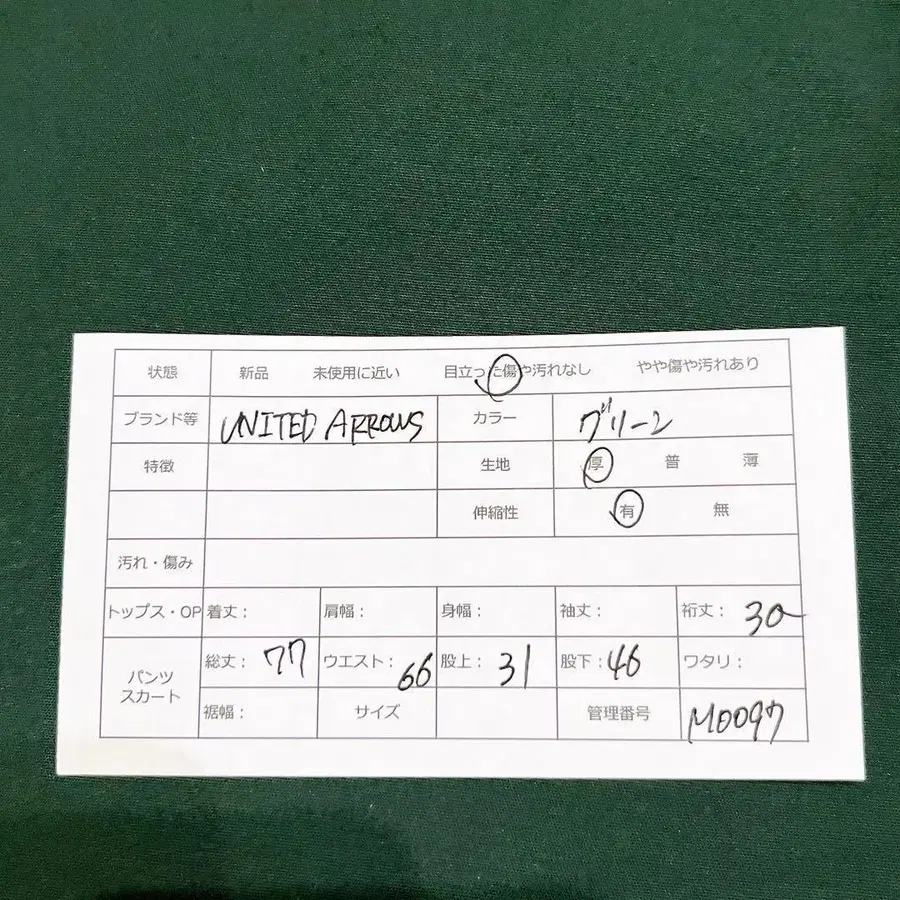 状態 新品 未使用に近い 目立った傷や汚れなし やや傷や汚れあり
ブランド等 UNITED ARROWS カラー グリーン
特徴 生地 厚 普 薄
伸縮性 有 無
汚れ・傷み
トップス・OP 着丈： 肩幅： 身幅： 袖丈： 裄丈： 30
パンツ スカート 総丈： 77 ウエスト： 66 股上： 31 股下： 46 ワタリ：
裾幅： サイズ 管理番号 M0097